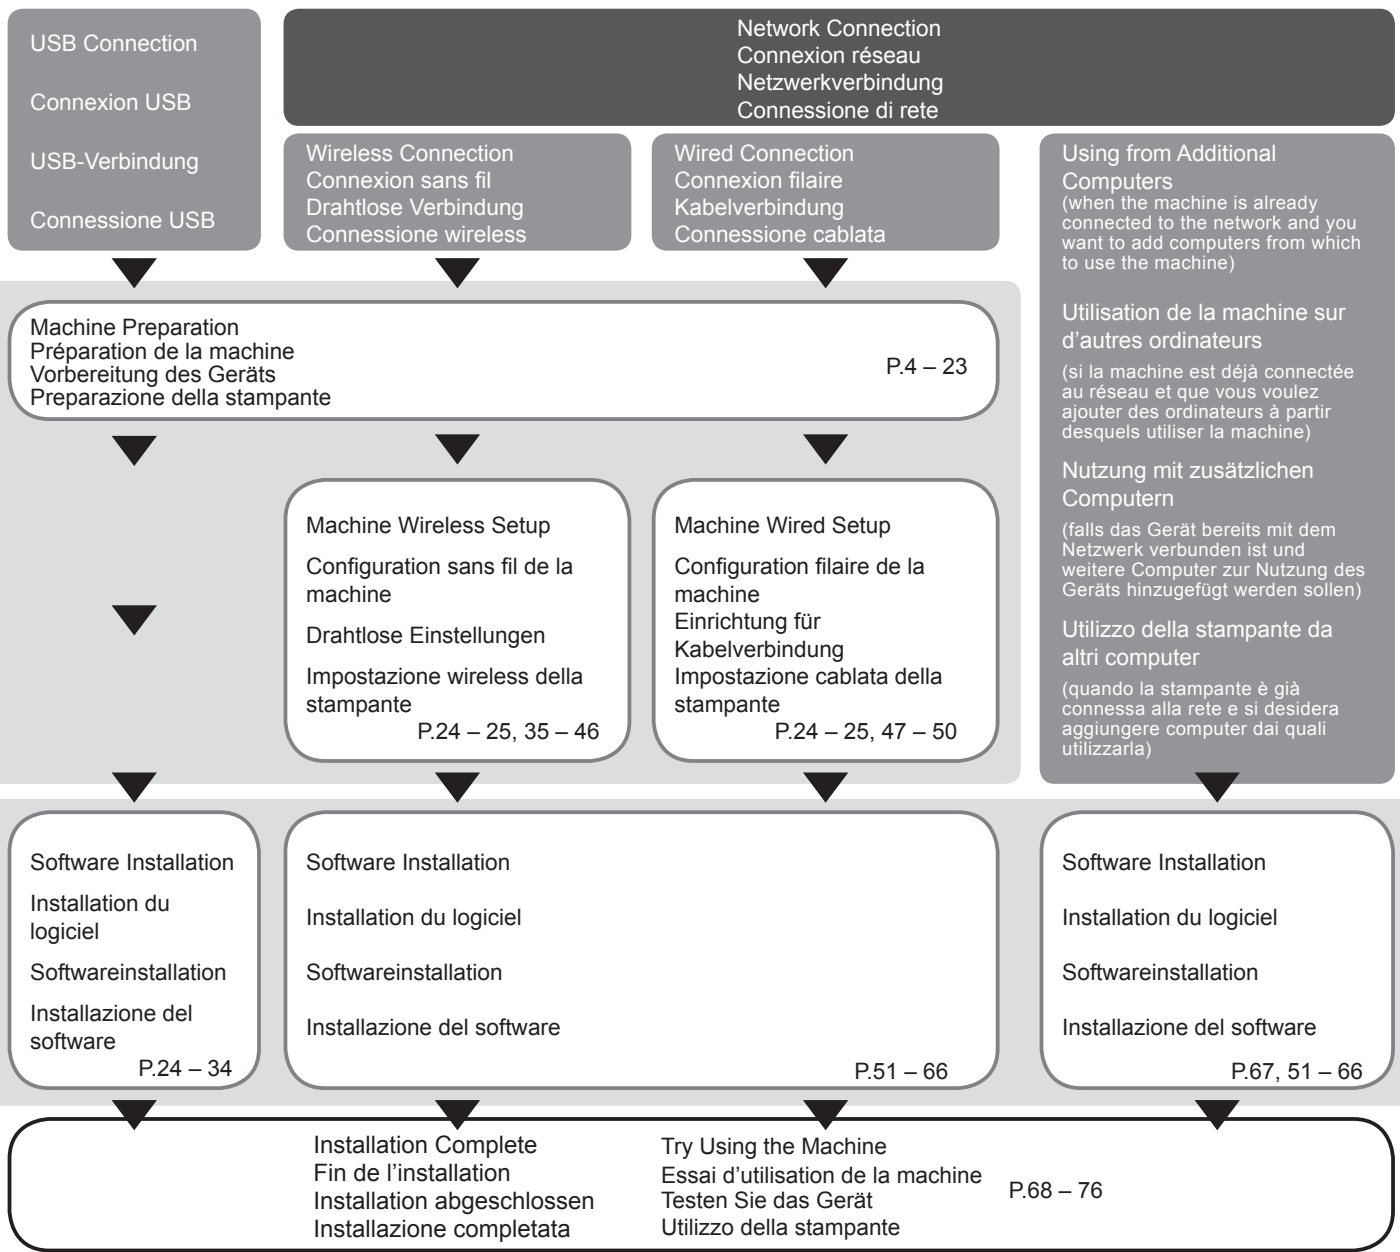 USB Connection
Connexion USB
USB-Verbindung
Connessione USB
Network Connection
Connexion réseau
Netzwerkverbindung
Connessione di rete
Wireless Connection
Connexion sans fil
Drahtlose Verbindung
Connessione wireless
Wired Connection
Connexion filaire
Kabelverbindung
Connessione cablata
Using from Additional
Computers
(when the machine is already
connected to the network and you
want to add computers from which
to use the machine)
Utilisation de la machine sur
d'autres ordinateurs
(si la machine est déjà connectée
au réseau et que vous voulez
ajouter des ordinateurs à partir
desquels utiliser la machine)
Nutzung mit zusätzlichen
Computern
(falls das Gerät bereits mit dem
Netzwerk verbunden ist und
weitere Computer zur Nutzung des
Geräts hinzugefügt werden sollen)
Utilizzo della stampante da
altri computer
(quando la stampante è già
connessa alla rete e si desidera
aggiungere computer dai quali
utilizzarla)
Machine Preparation
Préparation de la machine
Vorbereitung des Geräts
Preparazione della stampante
P.4 – 23
Machine Wireless Setup
Configuration sans fil de la
machine
Drahtlose Einstellungen
Impostazione wireless della
stampante
P.24 – 25, 35 – 46
Machine Wired Setup
Configuration filaire de la
machine
Einrichtung für
Kabelverbindung
Impostazione cablata della
stampante
P.24 – 25, 47 – 50
Software Installation
Installation du
logiciel
Softwareinstallation
Installazione del
software
P.24 – 34
Software Installation
Installation du logiciel
Softwareinstallation
Installazione del software
P.51 – 66
Software Installation
Installation du logiciel
Softwareinstallation
Installazione del software
P.67, 51 – 66
Installation Complete
Fin de l'installation
Installation abgeschlossen
Installazione completata
Try Using the Machine
Essai d'utilisation de la machine
Testen Sie das Gerät
Utilizzo della stampante
P.68 – 76